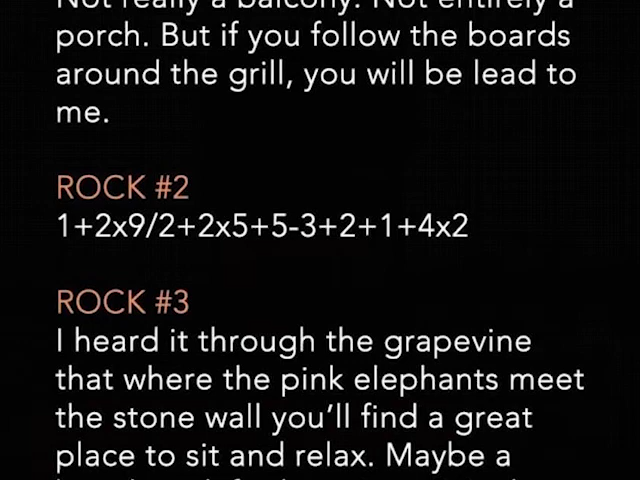 Not really a balcony. Not entirely a
porch. But if you follow the boards
around the grill, you will be lead to
me.
ROCK #2
1+2x9/2+2x5+5-3+2+1+4x2
ROCK #3
I heard it through the grapevine
that where the pink elephants meet
the stone wall you'll find a great
place to sit and relax. Maybe a